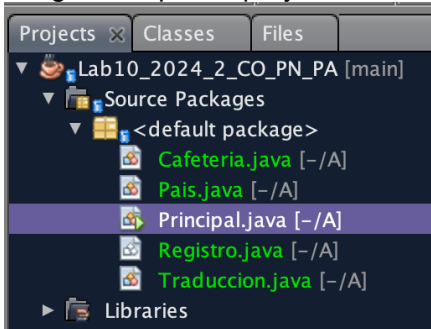 Projects Classes Files
Lab10_2024_2_CO_PN_PA [main]
Source Packages
<default package>
Cafeteria.java [-/A]
Pais.java [-/A]
Principal.java [-/A]
Registro.java [-/A]
Traduccion.java [-/A]
Libraries